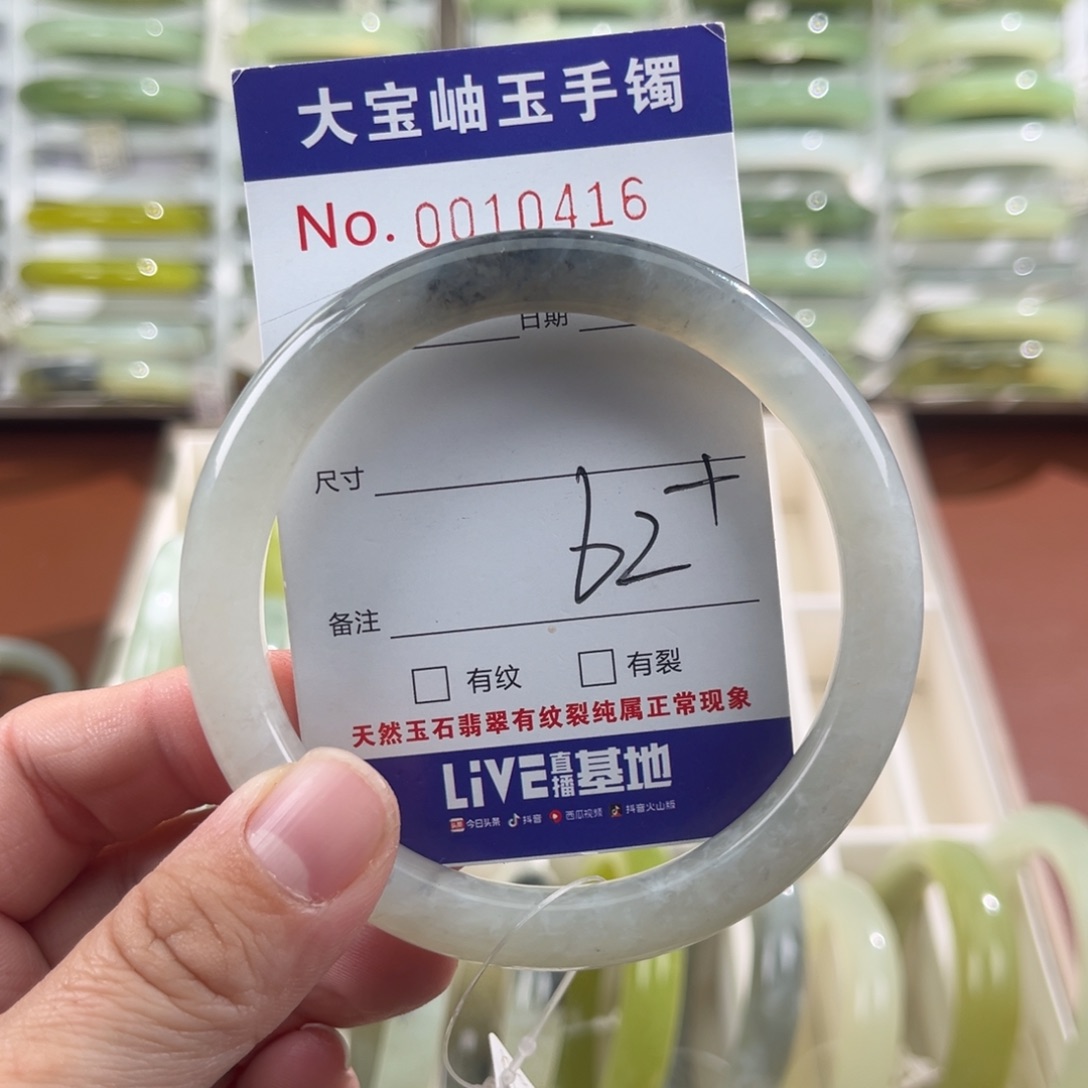 大宝岫玉手镯
No. 0010416
日期
尺寸
62+
备注
有纹 有裂
天然玉石翡翠有纹裂纯属正常现象
LiVE直播基地
今日头条 抖音 西瓜视频 抖音火山版